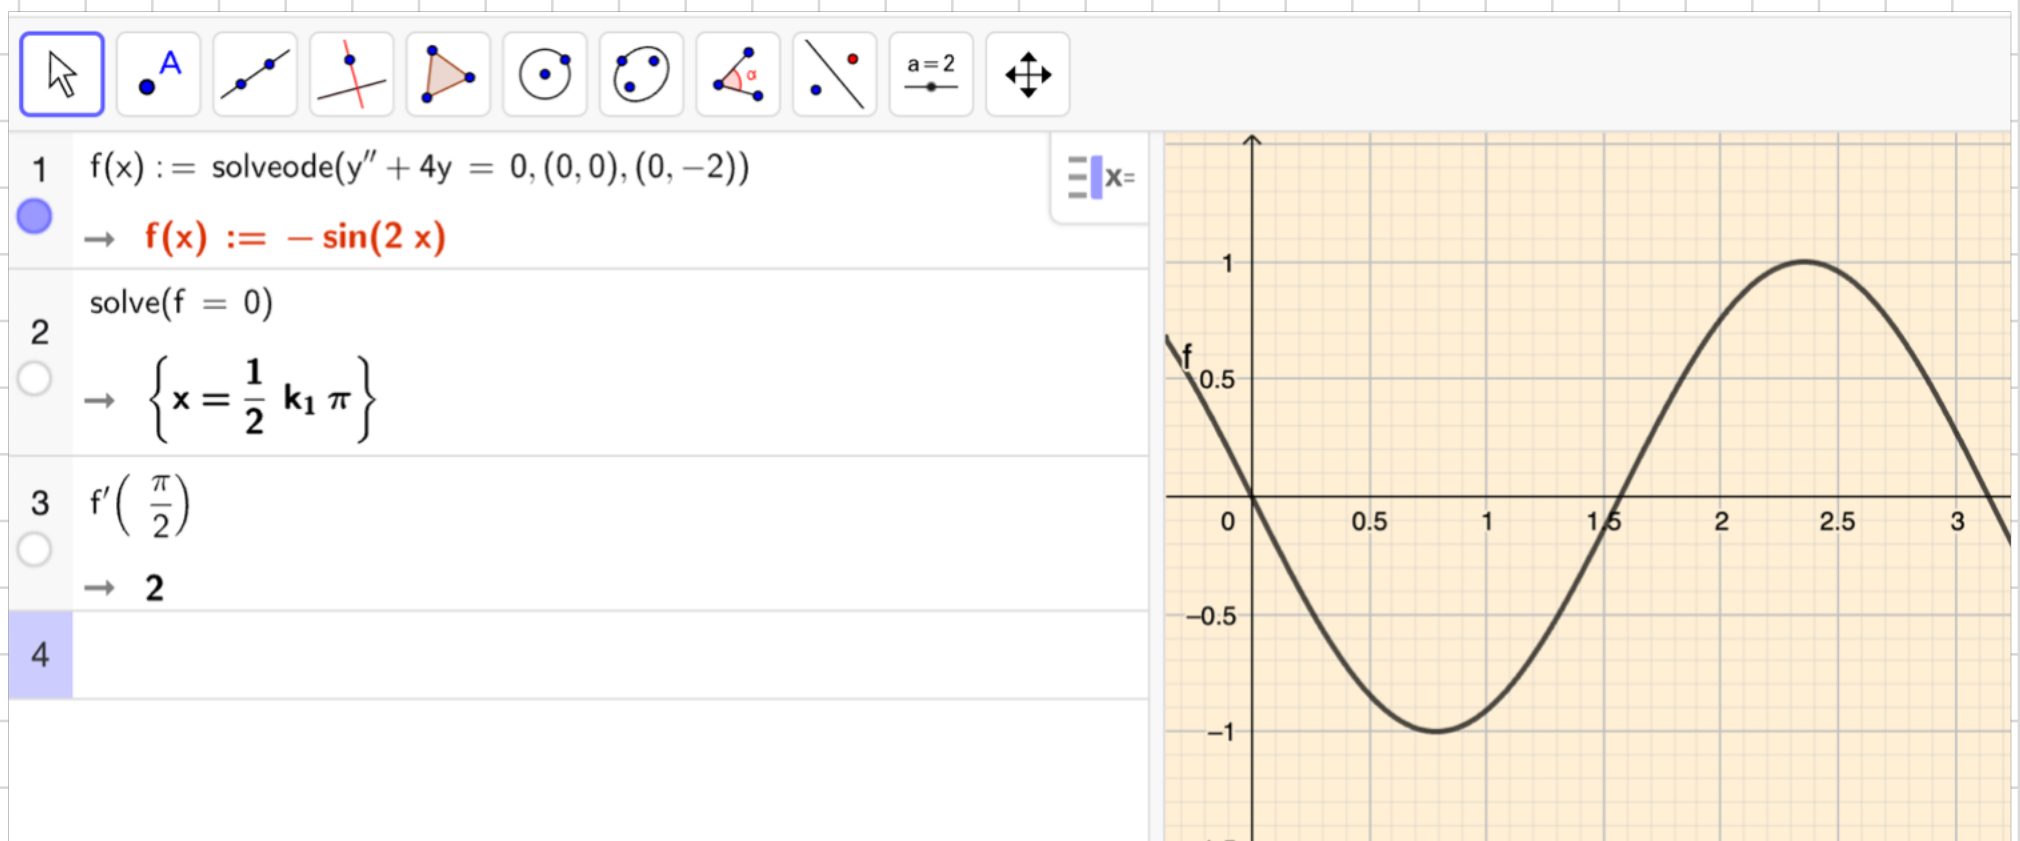 A
α
a = 2
1 f(x) := solveode(y″ + 4y = 0, (0, 0), (0, −2))
→ f(x) := − sin(2 x)
x=
2 solve(f = 0)
→ {x = 1/2 k₁ π}
3 f′(π/2)
→ 2
4
f
1
0.5
0 0.5 1 1.5 2 2.5 3
−0.5
−1